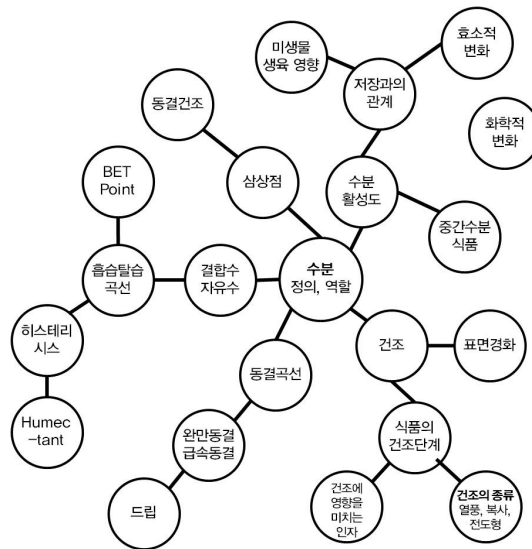 미생물
생육 영향
효소적
변화
저장과의
관계
동결건조
화학적
변화
BET
Point
삼상점
수분
활성도
중간수분
식품
흡습탈습
곡선
결합수
자유수
수분
정의, 역할
히스테리
시스
건조
표면경화
동결곡선
Humec
-tant
완만동결
급속동결
식품의
건조단계
드립
건조에
영향을
미치는
인자
건조의 종류
열풍, 복사,
전도형